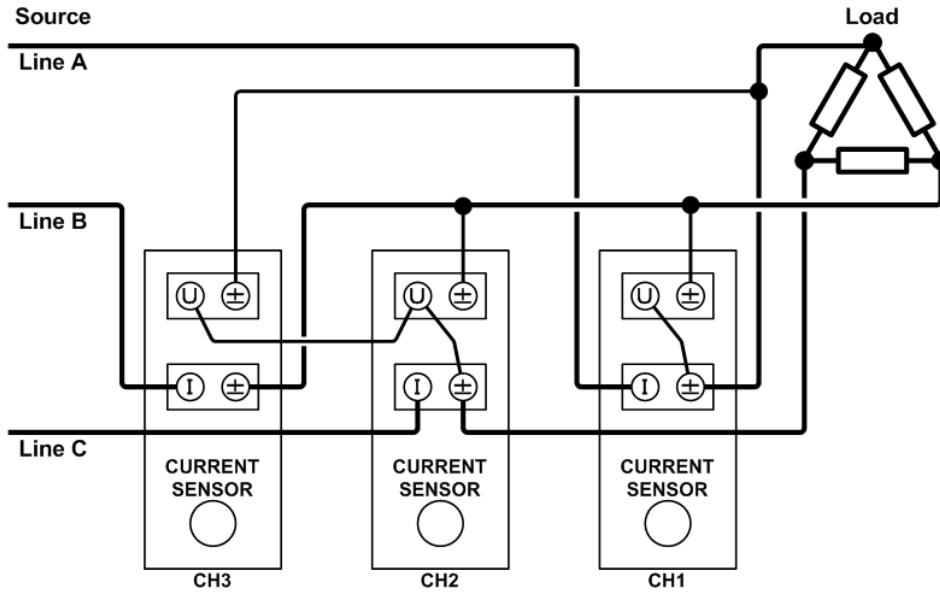 Source
Load
Line A
Line B
U ± U ± U ±
I ± I ± I ±
Line C
CURRENT SENSOR
CURRENT SENSOR
CURRENT SENSOR
CH3
CH2
CH1